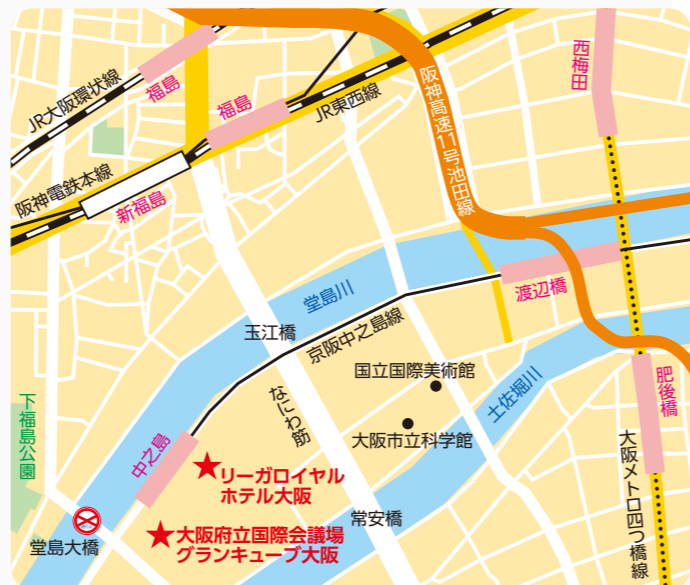 JR大阪環状線
福島
福島
JR東西線
阪神高速11号池田線
西梅田
阪神電鉄本線
新福島
堂島川
渡辺橋
玉江橋
京阪中之島線
国立国際美術館
なにわ筋
土佐堀川
肥後橋
大阪市立科学館
下福島公園
中之島
リーガロイヤル
ホテル大阪
大阪メトロ四つ橋線
常安橋
大阪府立国際会議場
グランキューブ大阪
堂島大橋